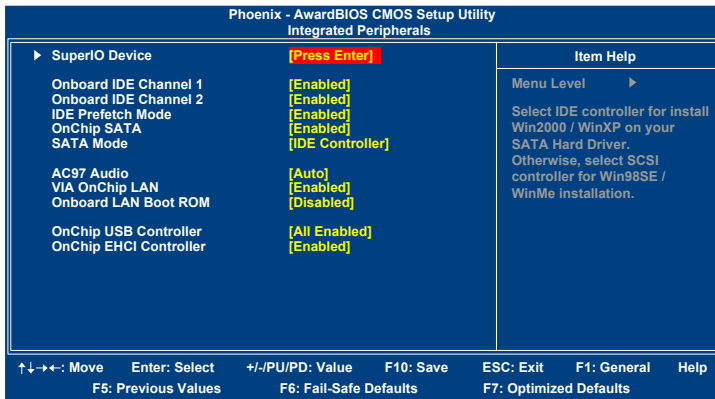 Phoenix - AwardBIOS CMOS Setup Utility
Integrated Peripherals
▶ SuperIO Device [Press Enter]
Onboard IDE Channel 1 [Enabled]
Onboard IDE Channel 2 [Enabled]
IDE Prefetch Mode [Enabled]
OnChip SATA [Enabled]
SATA Mode [IDE Controller]
AC97 Audio [Auto]
VIA OnChip LAN [Enabled]
Onboard LAN Boot ROM [Disabled]
OnChip USB Controller [All Enabled]
OnChip EHCI Controller [Enabled]
Item Help
Menu Level ▶
Select IDE controller for install
Win2000 / WinXP on your
SATA Hard Driver.
Otherwise, select SCSI
controller for Win98SE /
WinMe installation.
↑↓→←: Move Enter: Select +/-/PU/PD: Value F10: Save ESC: Exit F1: General Help
F5: Previous Values F6: Fail-Safe Defaults F7: Optimized Defaults